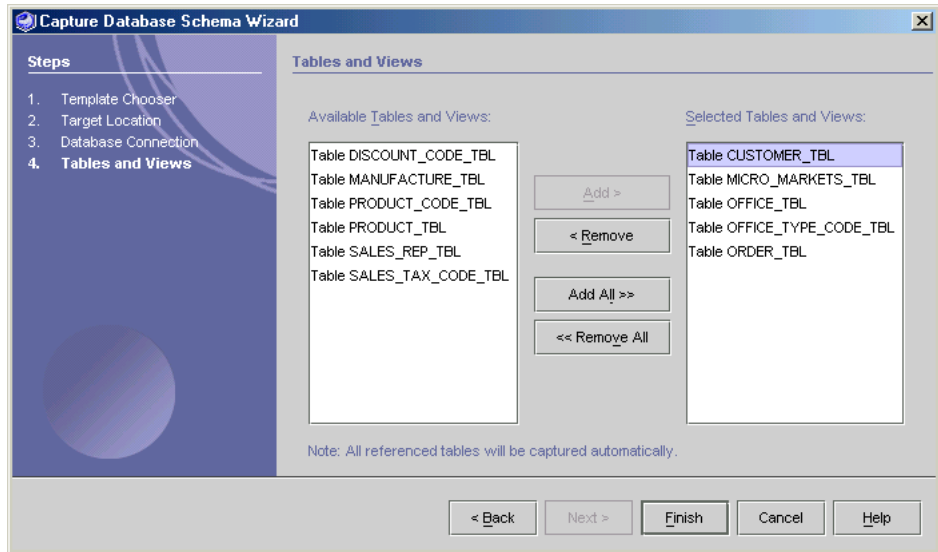 Capture Database Schema Wizard
Steps
1. Template Chooser
2. Target Location
3. Database Connection
4. Tables and Views
Tables and Views
Available Tables and Views:
Table DISCOUNT_CODE_TBL
Table MANUFACTURE_TBL
Table PRODUCT_CODE_TBL
Table PRODUCT_TBL
Table SALES_REP_TBL
Table SALES_TAX_CODE_TBL
Add >
< Remove
Add All >>
<< Remove All
Selected Tables and Views:
Table CUSTOMER_TBL
Table MICRO_MARKETS_TBL
Table OFFICE_TBL
Table OFFICE_TYPE_CODE_TBL
Table ORDER_TBL
Note: All referenced tables will be captured automatically.
< Back
Next >
Finish
Cancel
Help